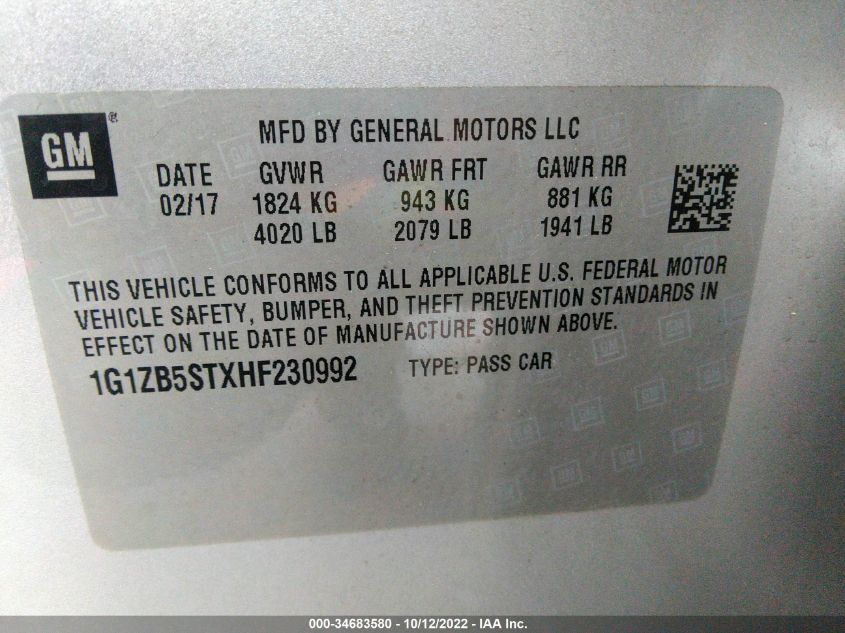 GM ®
MFD BY GENERAL MOTORS LLC
DATE GVWR GAWR FRT GAWR RR
02/17 1824 KG 943 KG 881 KG
4020 LB 2079 LB 1941 LB
THIS VEHICLE CONFORMS TO ALL APPLICABLE U.S. FEDERAL MOTOR
VEHICLE SAFETY, BUMPER, AND THEFT PREVENTION STANDARDS IN
EFFECT ON THE DATE OF MANUFACTURE SHOWN ABOVE.
1G1ZB5STXHF230992 TYPE: PASS CAR
000-34683580 - 10/12/2022 - IAA Inc.